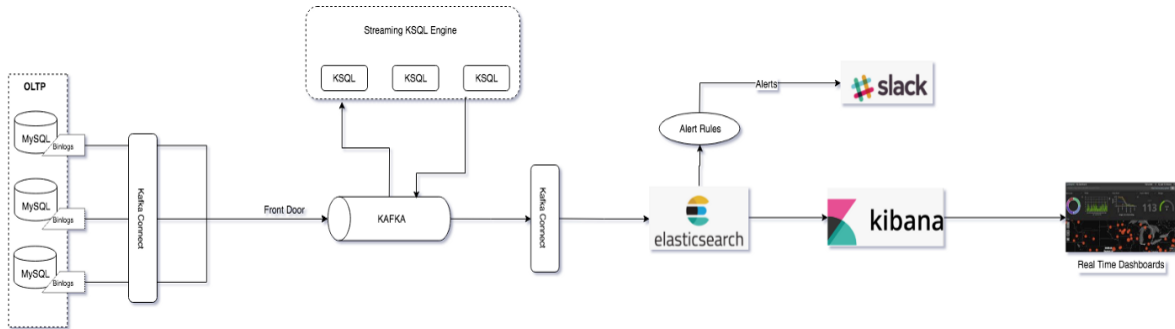 Streaming KSQL Engine
KSQL
KSQL
KSQL
OLTP
MySQL
Binlogs
MySQL
Binlogs
MySQL
Binlogs
Kafka Connect
Front Door
KAFKA
Kafka Connect
Alerts
slack
Alert Rules
elasticsearch
kibana
113
Real Time Dashboards